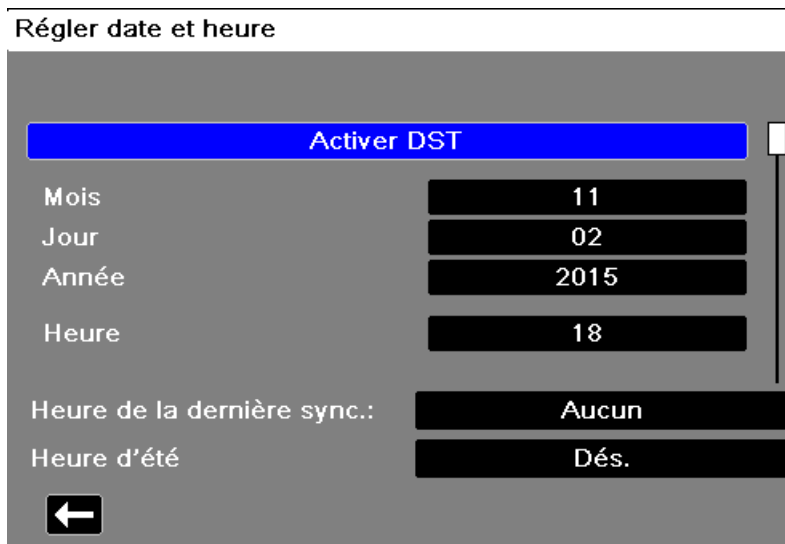 Régler date et heure
Activer DST
Mois 11
Jour 02
Année 2015
Heure 18
Heure de la dernière sync.: Aucun
Heure d'été Dés.